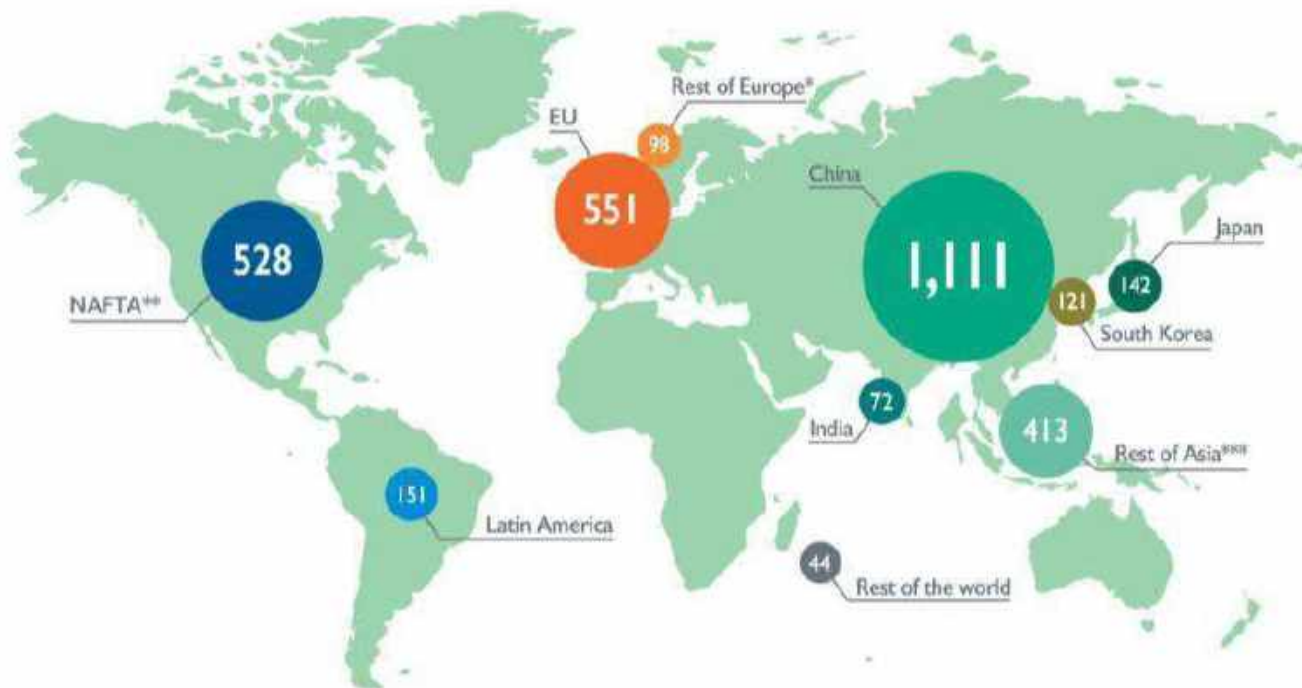 Rest of Europe*
98
EU
551
China
1,111
Japan
142
121
South Korea
528
NAFTA**
72
India
413
Rest of Asia***
151
Latin America
44
Rest of the world